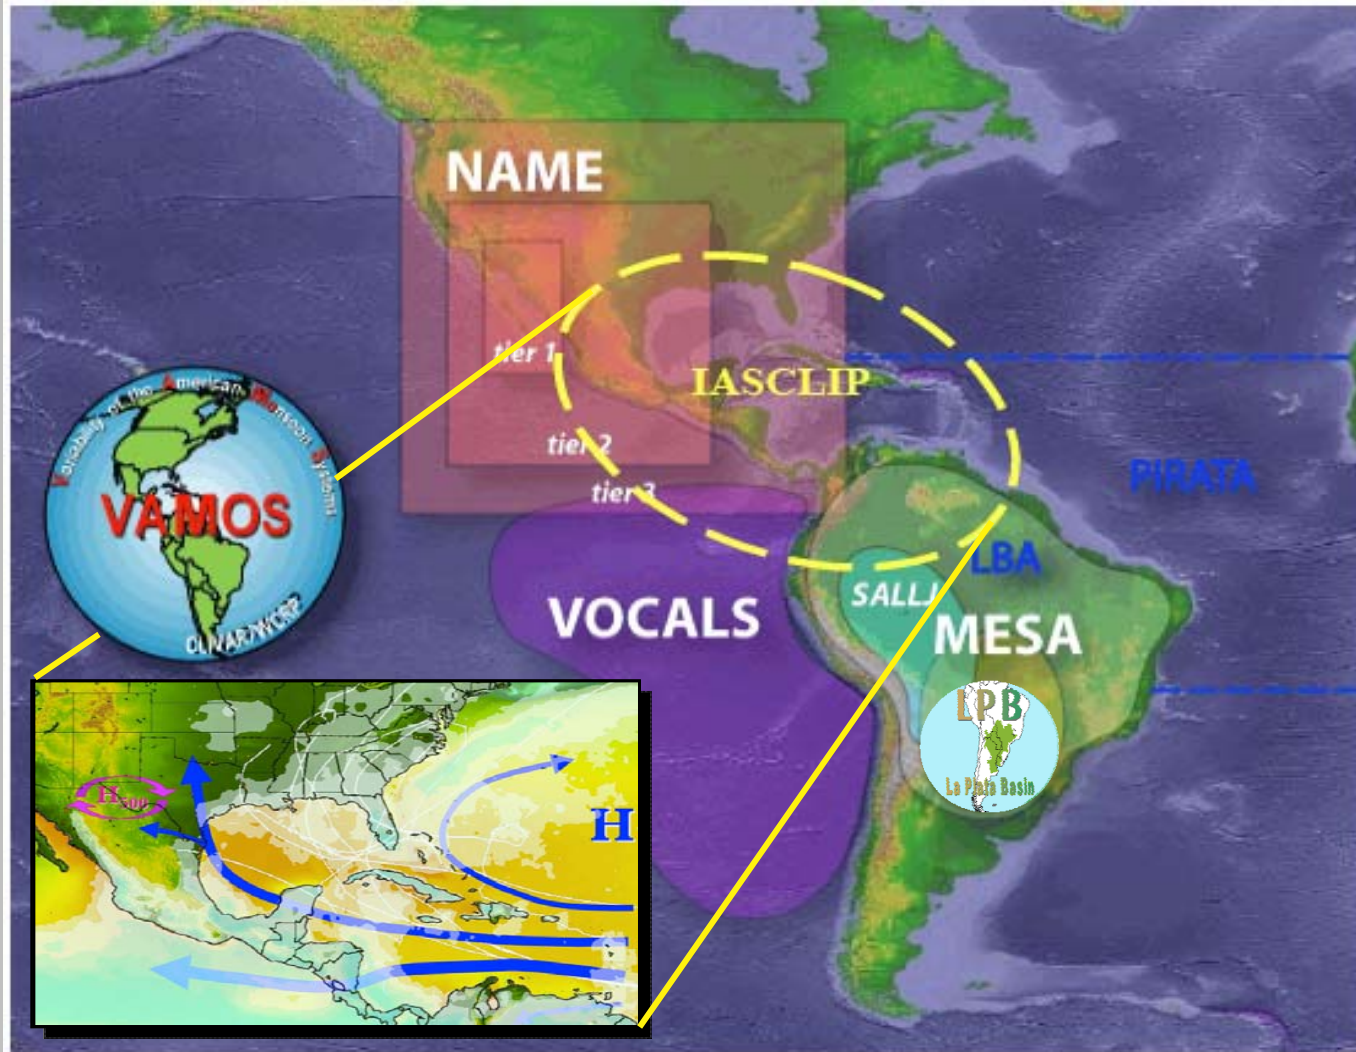 NAME
tier 1
IASCLIP
tier 2
tier 3
PIRATA
Variability of the American Monsoon Systems
VAMOS
CLIVAR/WCRP
VOCALS
LBA
SALLJ
MESA
LPB
La Plata Basin
H500
H